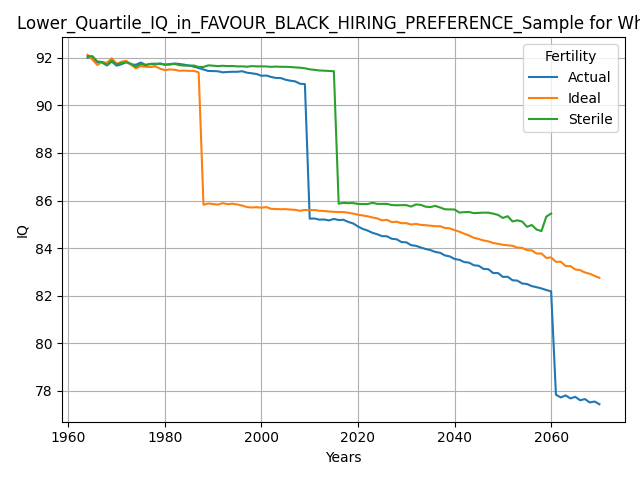 Lower_Quartile_IQ_in_FAVOUR_BLACK_HIRING_PREFERENCE_Sample for Wh
Fertility
Actual
Ideal
Sterile
92
90
88
86
84
82
80
78
IQ
1960 1980 2000 2020 2040 2060
Years